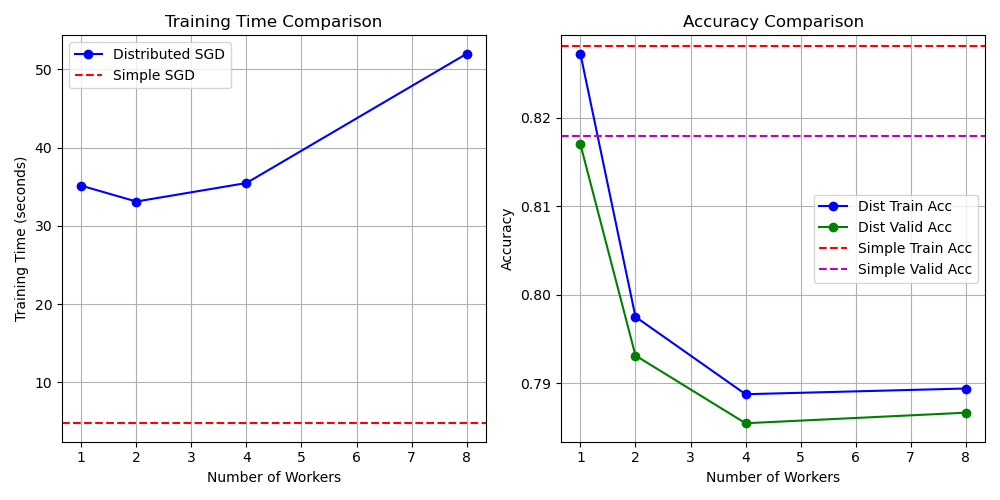 Training Time Comparison
Distributed SGD
Simple SGD
50
40
30
20
10
Training Time (seconds)
1 2 3 4 5 6 7 8
Number of Workers
Accuracy Comparison
0.82
0.81
0.80
0.79
Accuracy
Dist Train Acc
Dist Valid Acc
Simple Train Acc
Simple Valid Acc
1 2 3 4 5 6 7 8
Number of Workers